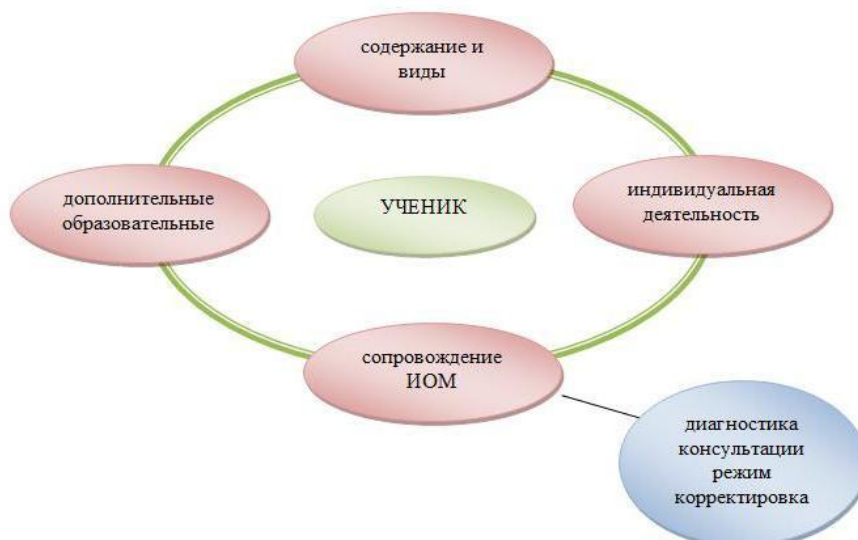 содержание и
виды
дополнительные
образовательные
УЧЕНИК
индивидуальная
деятельность
сопровождение
ИОМ
диагностика
консультации
режим
корректировка